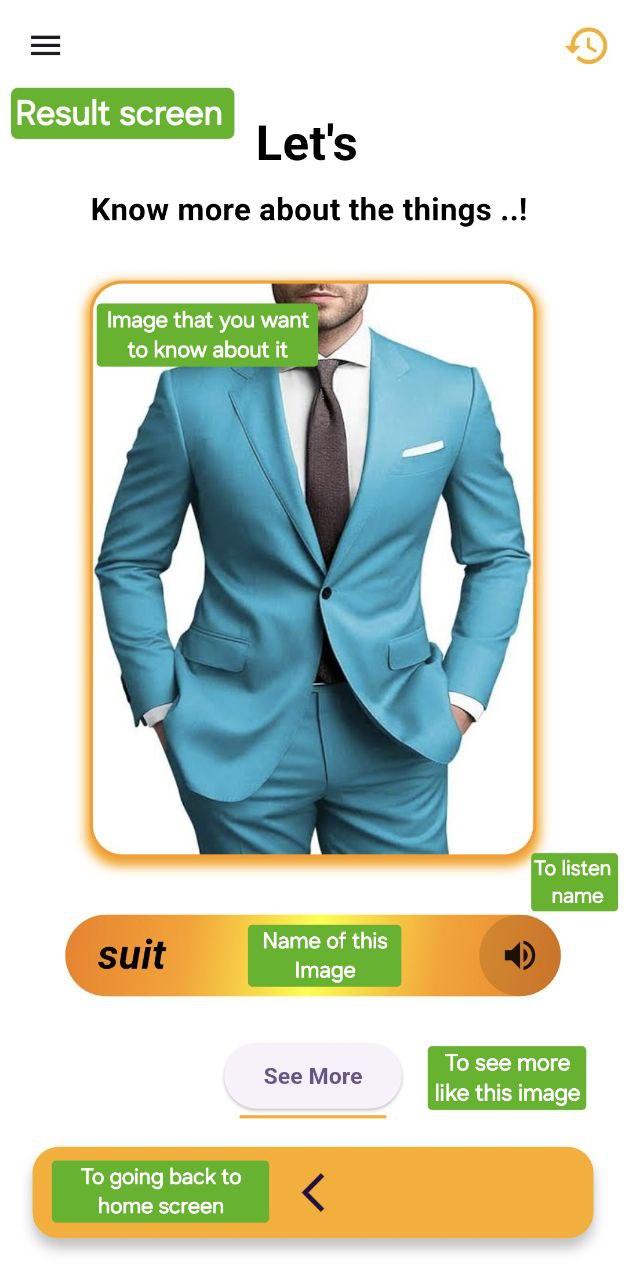 Result screen
Let's
Know more about the things ..!
Image that you want
to know about it
To listen
name
suit
Name of this
Image
See More
To see more
like this image
To going back to
home screen